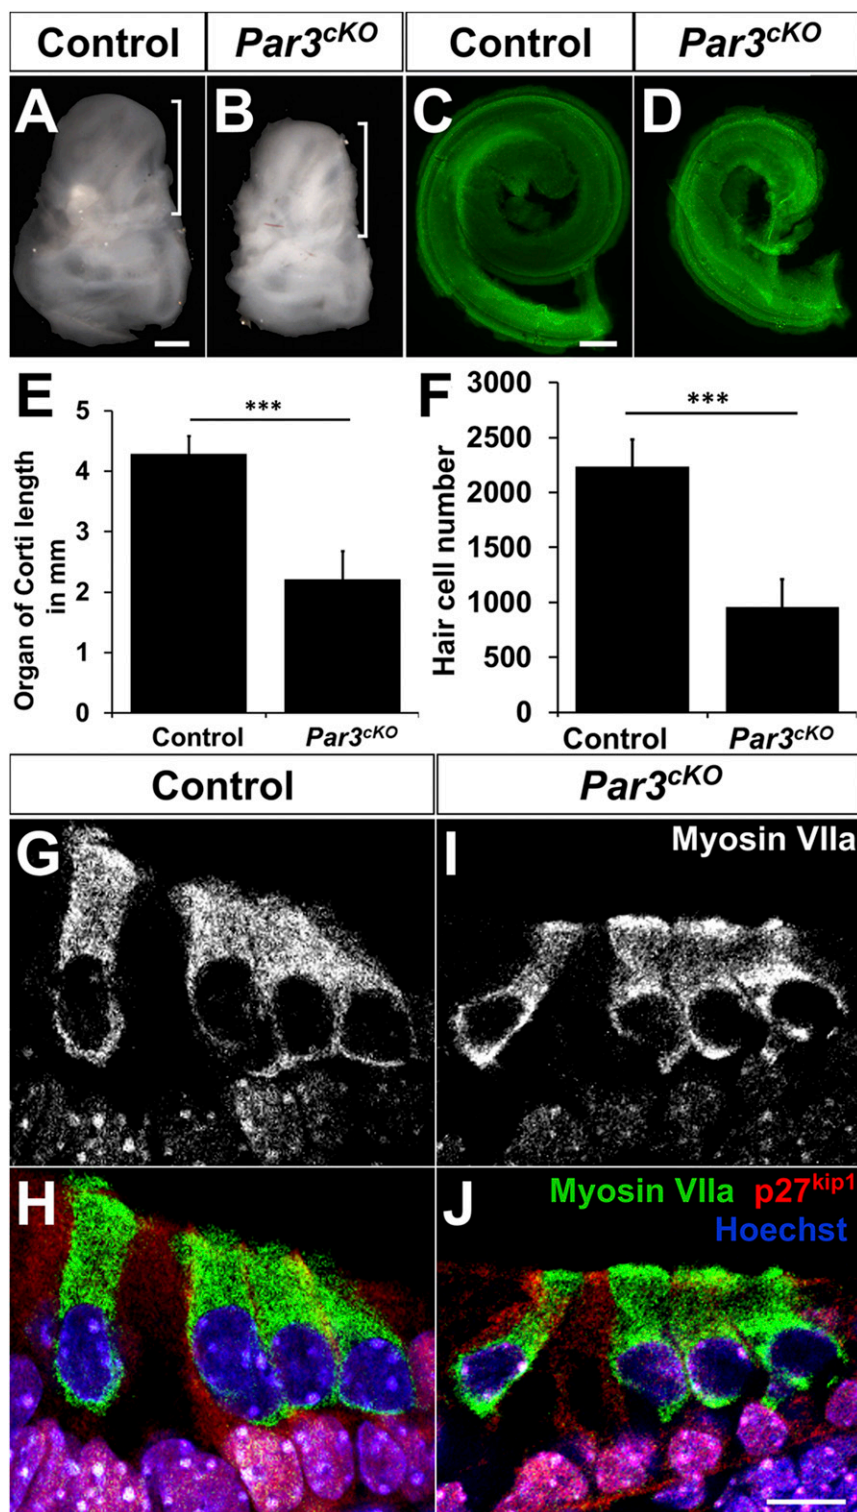 Control Par3cKO Control Par3cKO
A B C D
E F
***
5
4
3
2
1
0
Organ of Corti length
in mm
Control Par3cKO
***
3000
2500
2000
1500
1000
500
0
Hair cell number
Control Par3cKO
Control Par3cKO
G I Myosin VIIa
H J Myosin VIIa p27kip1
Hoechst